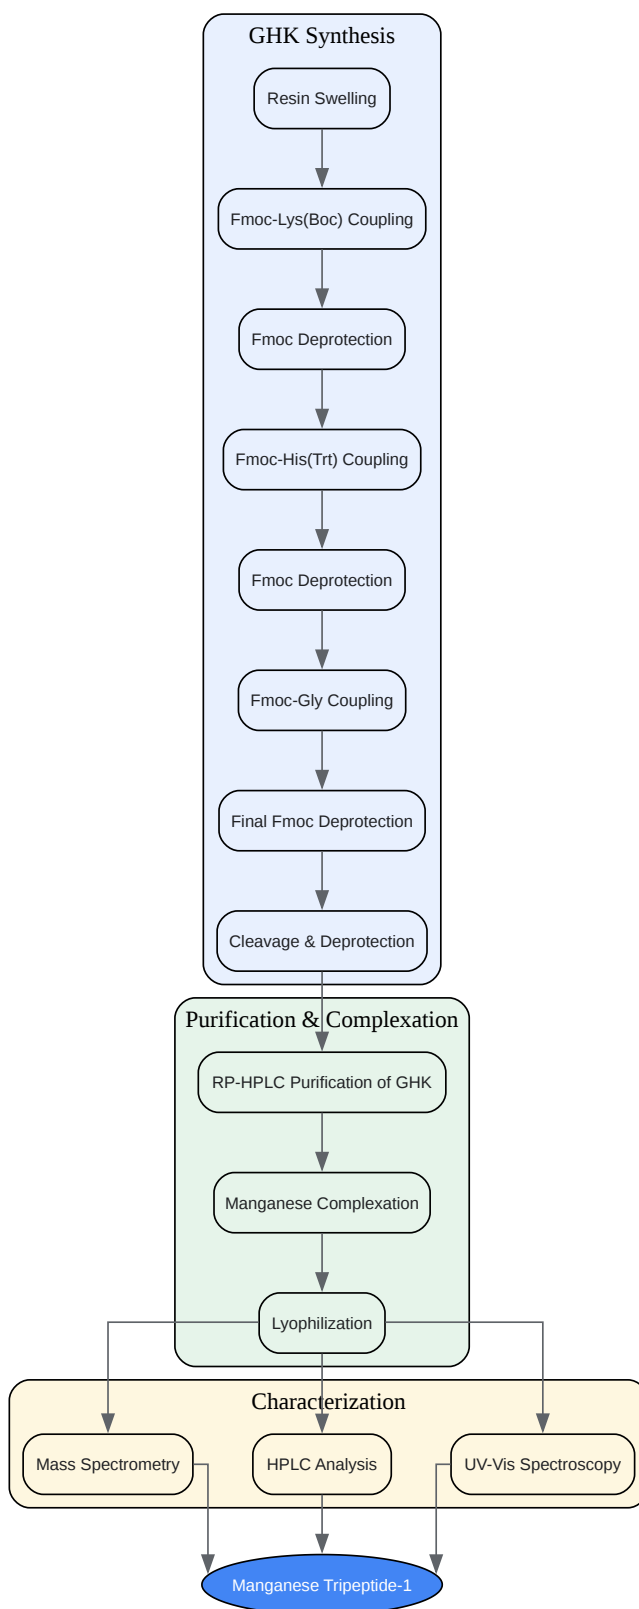 GHK Synthesis
Resin Swelling
Fmoc-Lys(Boc) Coupling
Fmoc Deprotection
Fmoc-His(Trt) Coupling
Fmoc Deprotection
Fmoc-Gly Coupling
Final Fmoc Deprotection
Cleavage & Deprotection
Purification & Complexation
RP-HPLC Purification of GHK
Manganese Complexation
Lyophilization
Characterization
Mass Spectrometry
HPLC Analysis
UV-Vis Spectroscopy
Manganese Tripeptide-1